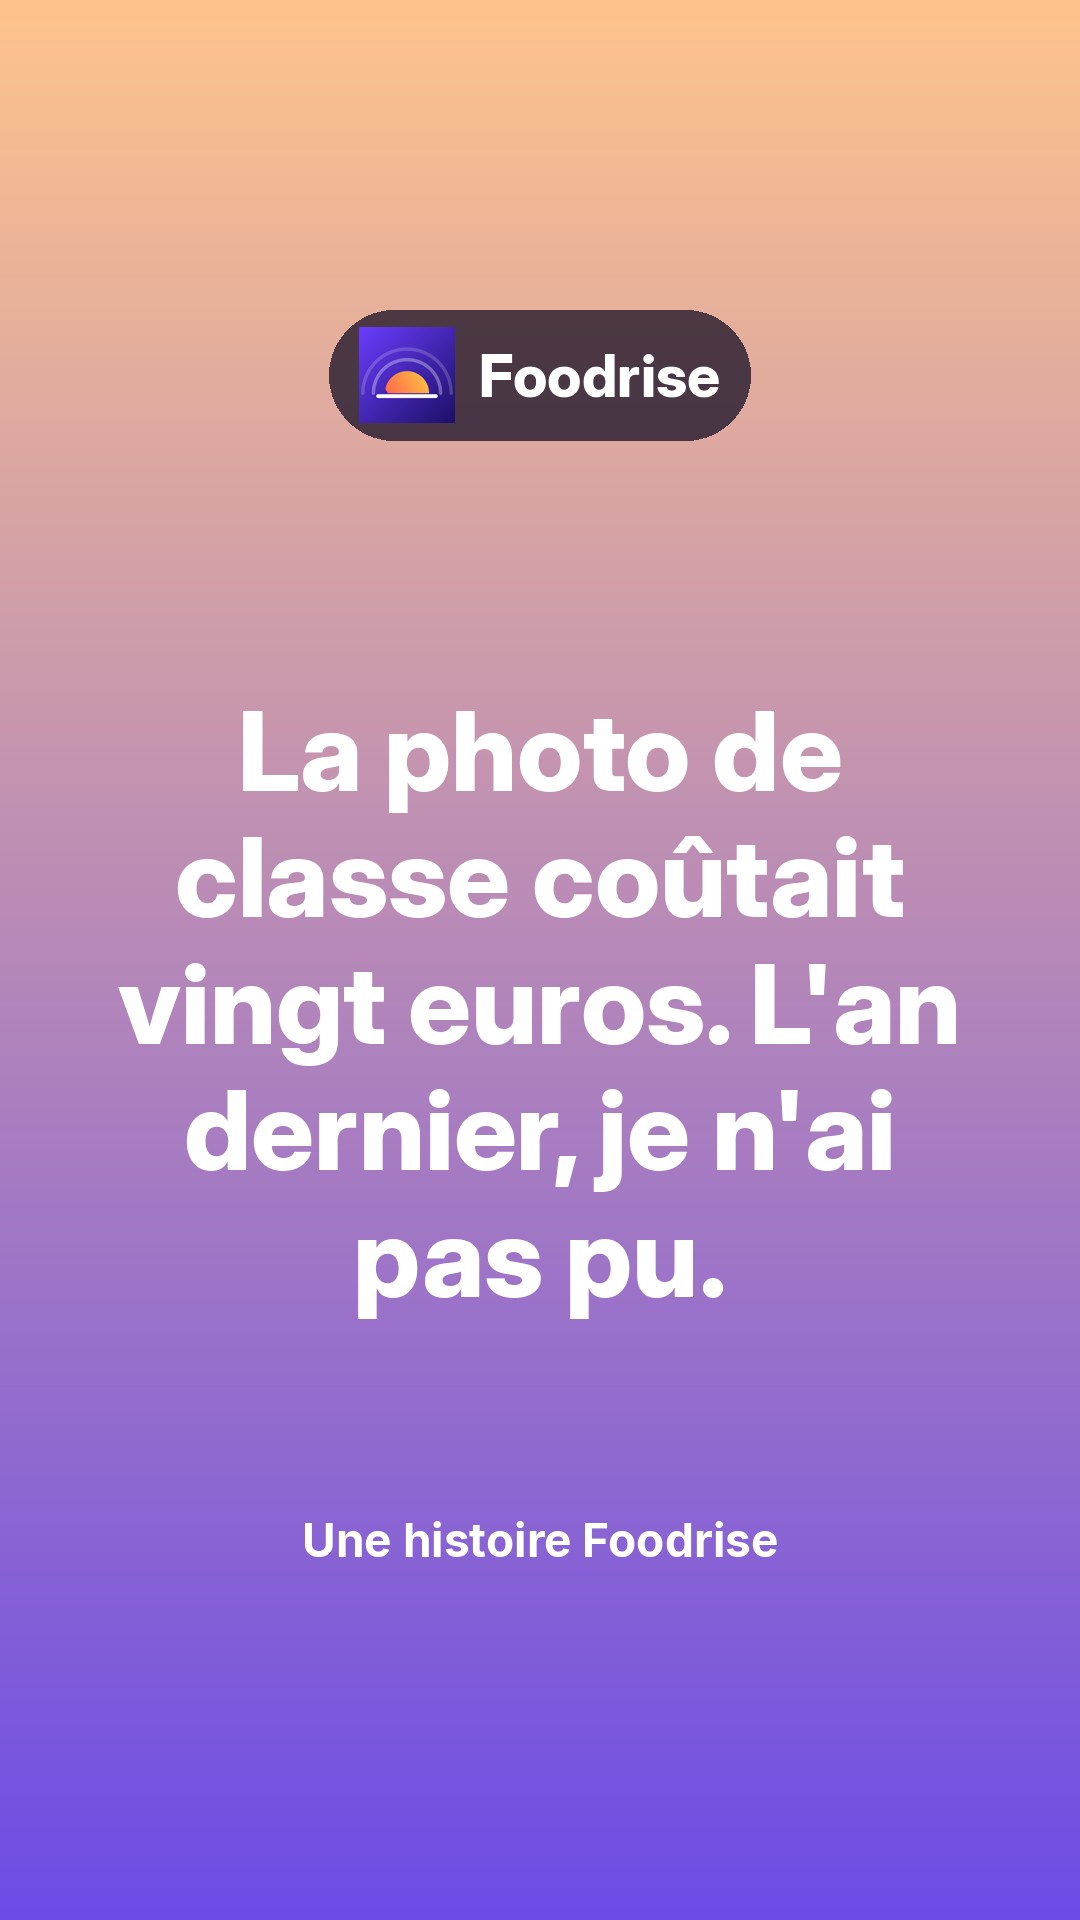 Foodrise
La photo de
classe coûtait
vingt euros. L'an
dernier, je n'ai
pas pu.
Une histoire Foodrise